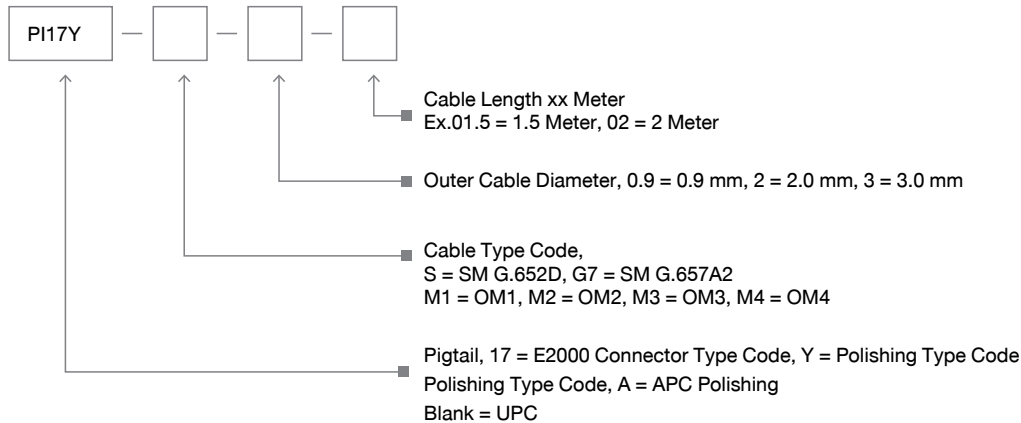 PI17Y
Cable Length xx Meter
Ex.01.5 = 1.5 Meter, 02 = 2 Meter
Outer Cable Diameter, 0.9 = 0.9 mm, 2 = 2.0 mm, 3 = 3.0 mm
Cable Type Code,
S = SM G.652D, G7 = SM G.657A2
M1 = OM1, M2 = OM2, M3 = OM3, M4 = OM4
Pigtail, 17 = E2000 Connector Type Code, Y = Polishing Type Code
Polishing Type Code, A = APC Polishing
Blank = UPC